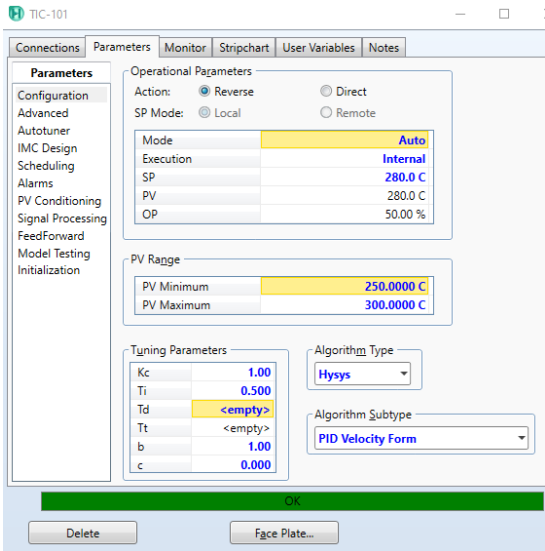 TIC-101
Connections Parameters Monitor Stripchart User Variables Notes
Parameters
Configuration
Advanced
Autotuner
IMC Design
Scheduling
Alarms
PV Conditioning
Signal Processing
FeedForward
Model Testing
Initialization
Operational Parameters
Action: Reverse Direct
SP Mode: Local Remote
Mode Auto
Execution Internal
SP 280.0 C
PV 280.0 C
OP 50.00 %
PV Range
PV Minimum 250.0000 C
PV Maximum 300.0000 C
Tuning Parameters
Kc 1.00
Ti 0.500
Td <empty>
Tt <empty>
b 1.00
c 0.000
Algorithm Type
Hysys
Algorithm Subtype
PID Velocity Form
OK
Delete Face Plate...